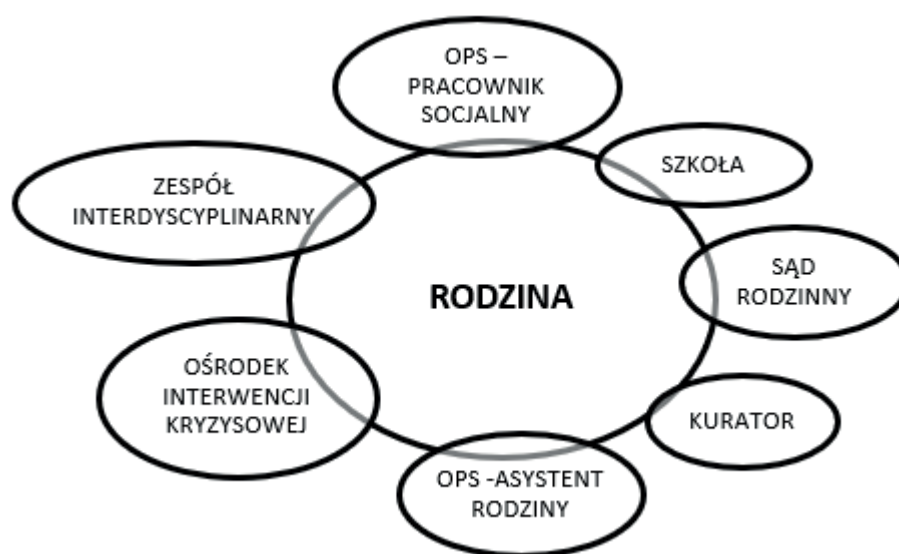 OPS –
PRACOWNIK
SOCJALNY
SZKOŁA
ZESPÓŁ
INTERDYSCYPLINARNY
SĄD
RODZINNY
RODZINA
OŚRODEK
INTERWENCJI
KRYZYSOWEJ
KURATOR
OPS -ASYSTENT
RODZINY